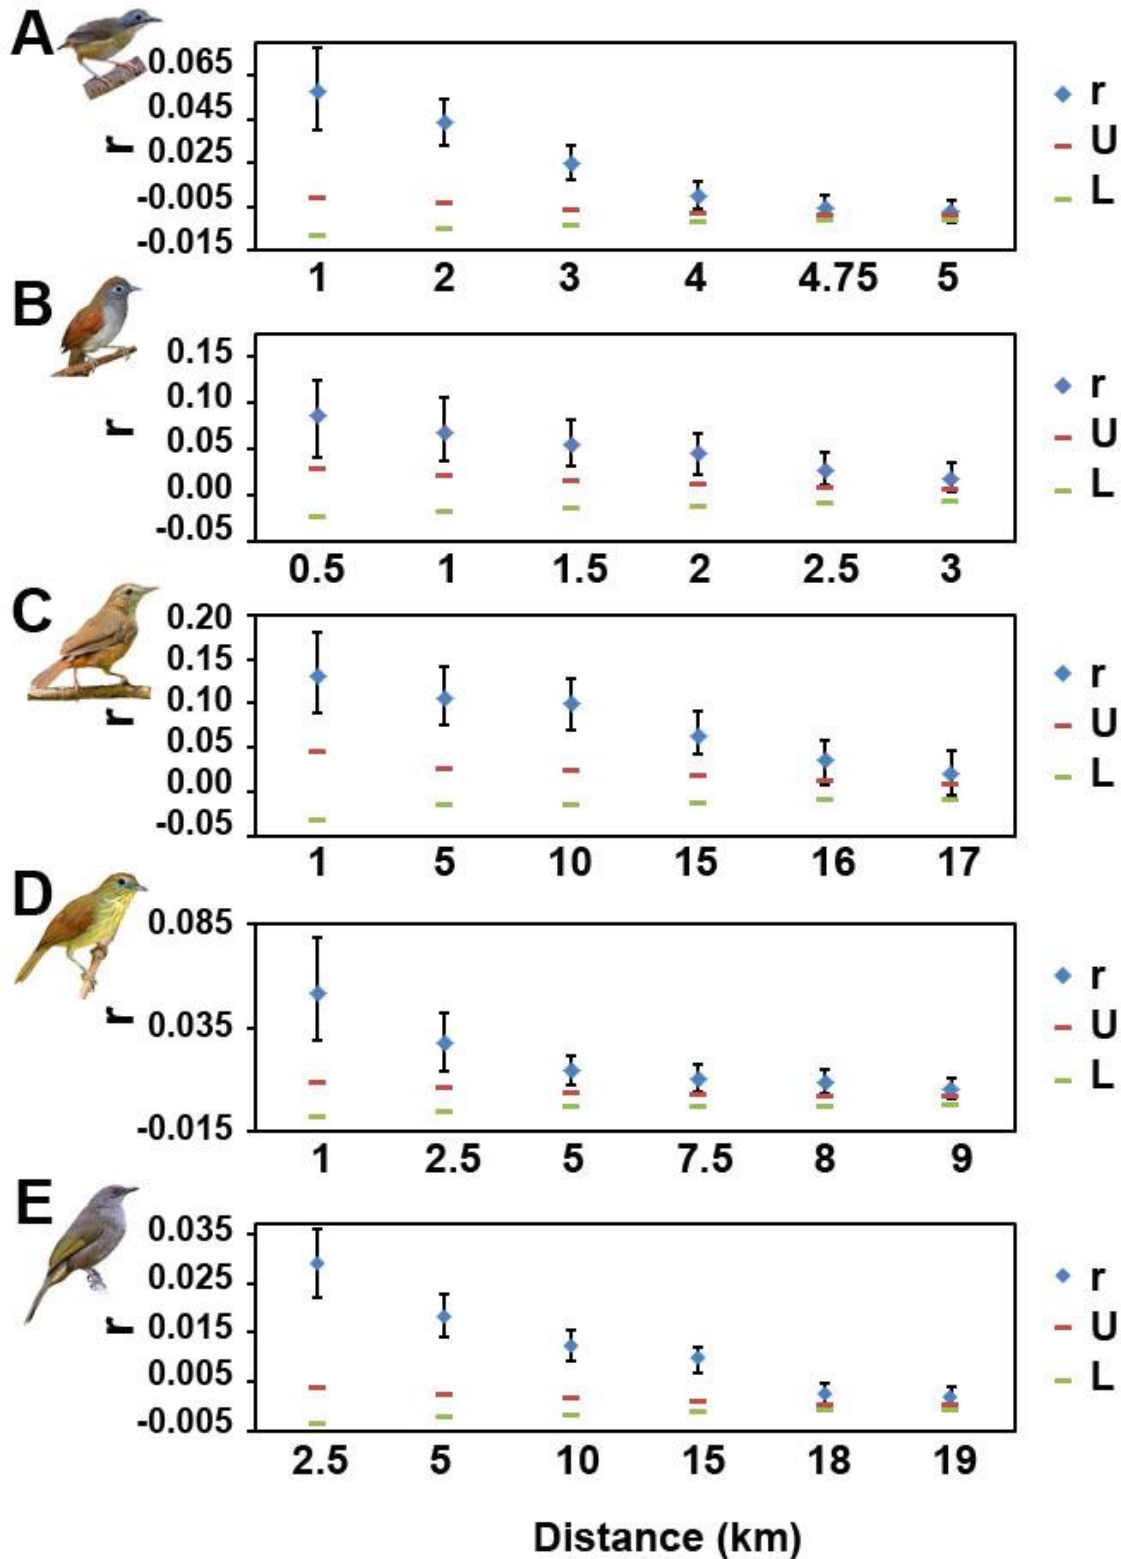 A
r
0.065
0.045
0.025
-0.005
-0.015
1 2 3 4 4.75 5
r
U
L
B
r
0.15
0.10
0.05
0.00
-0.05
0.5 1 1.5 2 2.5 3
r
U
L
C
r
0.20
0.15
0.10
0.05
0.00
-0.05
1 5 10 15 16 17
r
U
L
D
r
0.085
0.035
-0.015
1 2.5 5 7.5 8 9
r
U
L
E
r
0.035
0.025
0.015
0.005
-0.005
2.5 5 10 15 18 19
r
U
L
Distance (km)